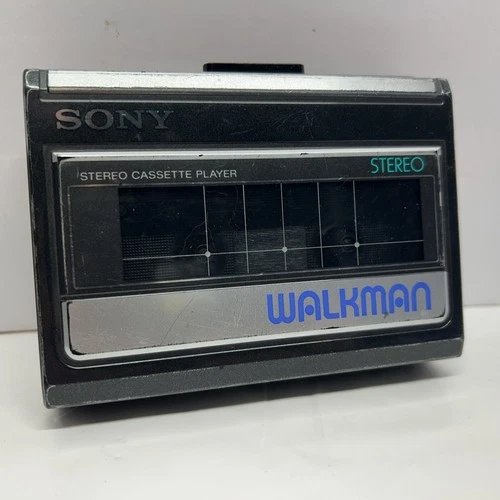 SONY
STEREO
STEREO CASSETTE PLAYER
WALKMAN